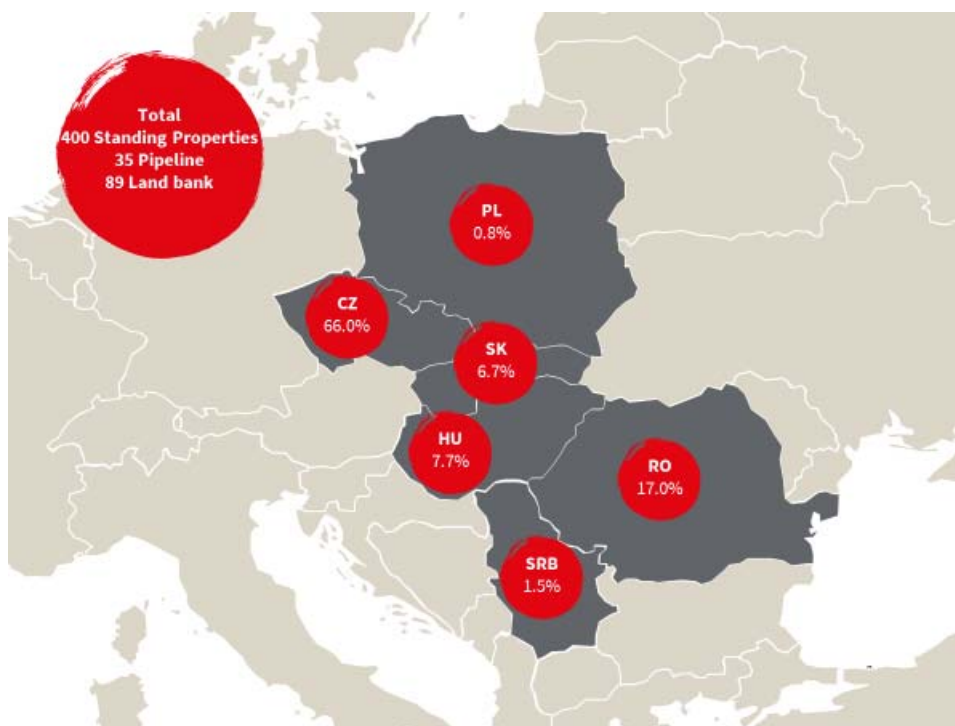 Total
400 Standing Properties
35 Pipeline
89 Land bank
PL
0.8%
CZ
66.0%
SK
6.7%
HU
7.7%
RO
17.0%
SRB
1.5%